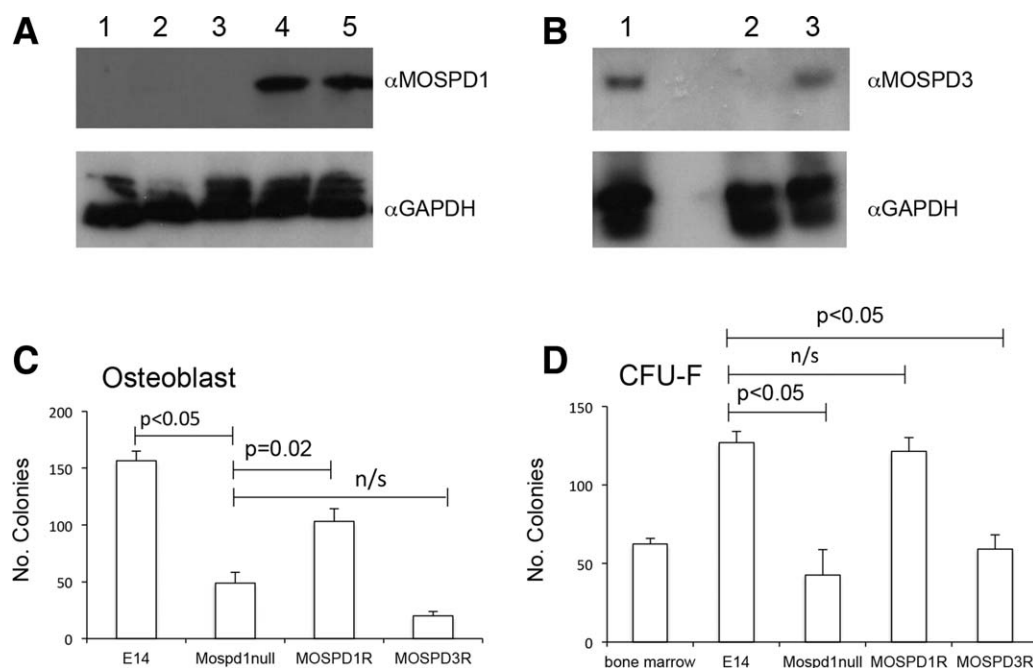 A
1 2 3 4 5
αMOSPD1
αGAPDH
B
1 2 3
αMOSPD3
αGAPDH
C
Osteoblast
p<0.05
p=0.02
n/s
No. Colonies
200
150
100
50
0
E14 Mospd1null MOSPD1R MOSPD3R
D
CFU-F
p<0.05
n/s
p<0.05
No. Colonies
150
100
50
0
bone marrow E14 Mospd1null MOSPD1R MOSPD3R